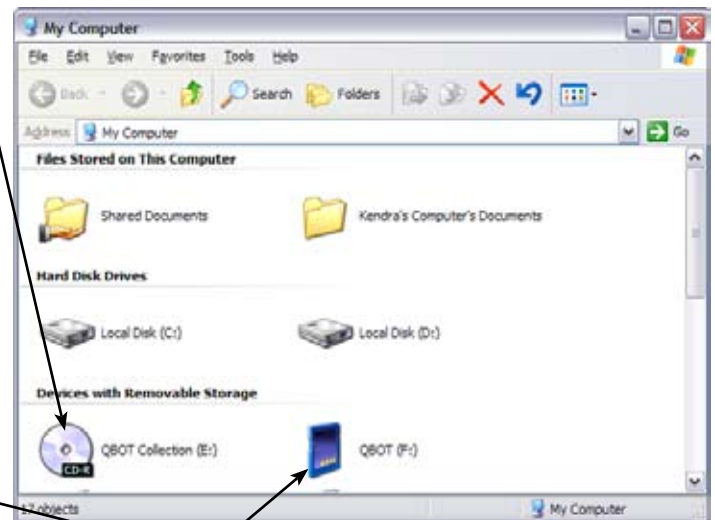 My Computer
File Edit View Favorites Tools Help
Back Search Folders
Address My Computer Go
Files Stored on This Computer
Shared Documents Kendra's Computer's Documents
Hard Disk Drives
Local Disk (C:) Local Disk (D:)
Devices with Removable Storage
QBOT Collection (E:) QBOT (F:)
CD-R
17 objects My Computer